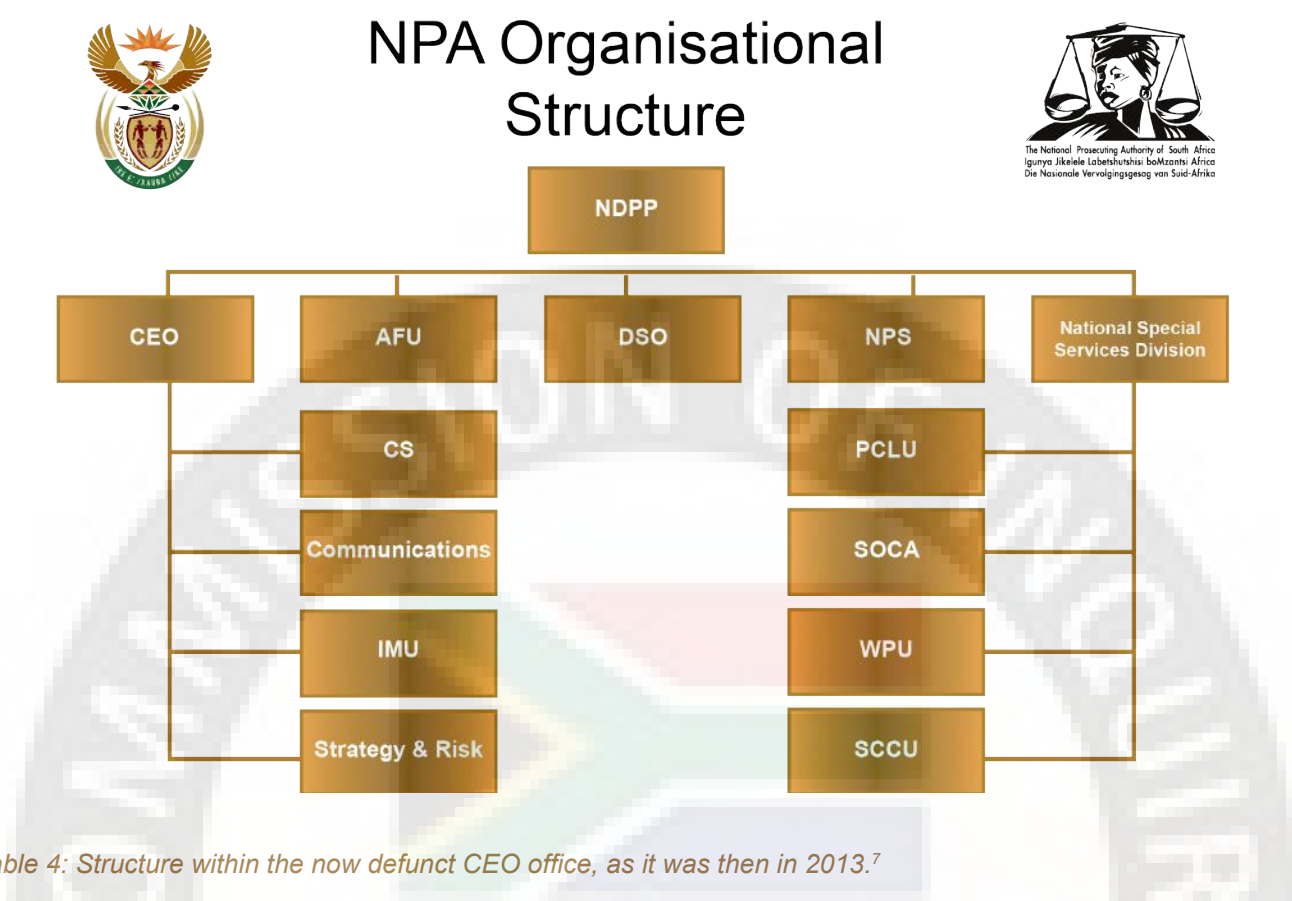 NPA Organisational
Structure
The National Prosecuting Authority of South Africa
Igunya Jikelele Labetshutshisi boMzantsi Africa
Die Nasionale Vervolgingsgesag van Suid-Afrika
NDPP
CEO
AFU
DSO
NPS
National Special
Services Division
CS
PCLU
Communications
SOCA
IMU
WPU
Strategy & Risk
SCCU
able 4: Structure within the now defunct CEO office, as it was then in 2013.7